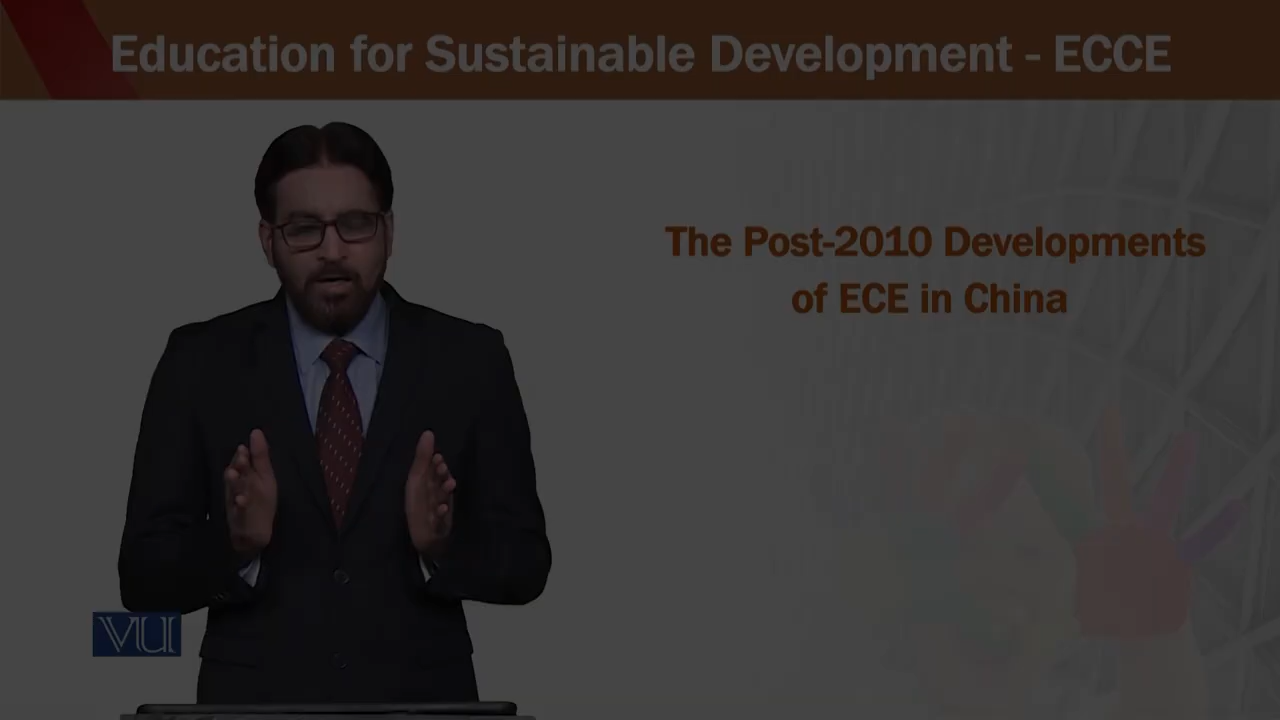 Education for Sustainable Development - ECCE
The Post-2010 Developments
of ECE in China
VU